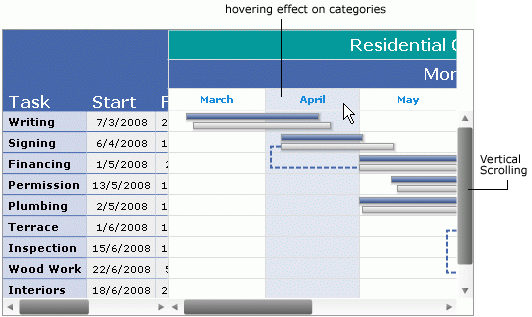 hovering effect on categories
Residential C
Mon
Task Start F
March April May
Writing 7/3/2008 2
Signing 6/4/2008 1
Financing 1/5/2008 2
Permission 13/5/2008 1
Plumbing 2/5/2008 1
Terrace 1/6/2008 1
Inspection 15/6/2008 1
Wood Work 22/6/2008 5
Interiors 18/6/2008 2
Vertical
Scrolling